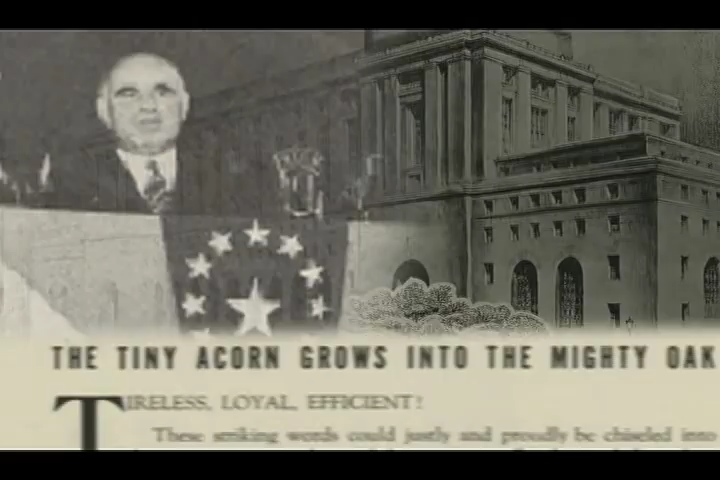 THE TINY ACORN GROWS INTO THE MIGHTY OAK
TIRELESS, LOYAL, EFFICIENT!
These striking words could justly and proudly be chiseled into